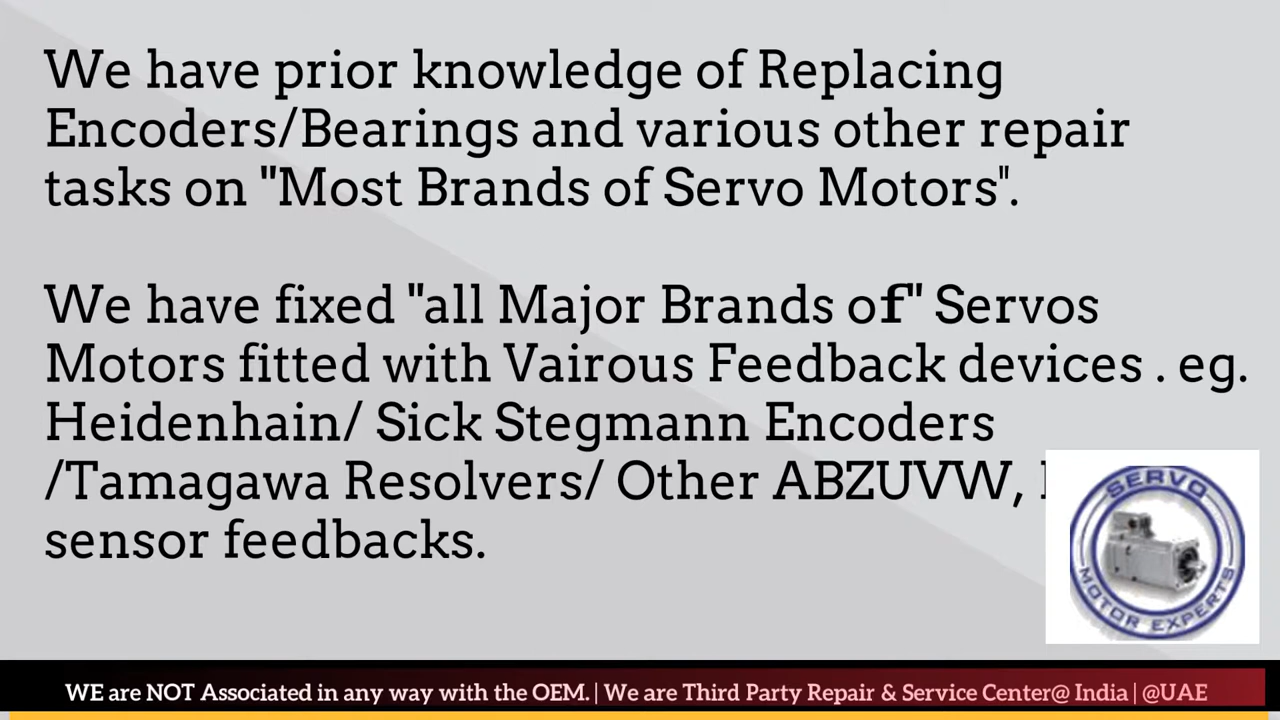 We have prior knowledge of Replacing
Encoders/Bearings and various other repair
tasks on "Most Brands of Servo Motors".
We have fixed "all Major Brands of" Servos
Motors fitted with Vairous Feedback devices . eg.
Heidenhain/ Sick Stegmann Encoders
/Tamagawa Resolvers/ Other ABZUVW,
sensor feedbacks.
SERVO
MOTOR EXPERTS
WE are NOT Associated in any way with the OEM. | We are Third Party Repair & Service Center@ India | @UAE